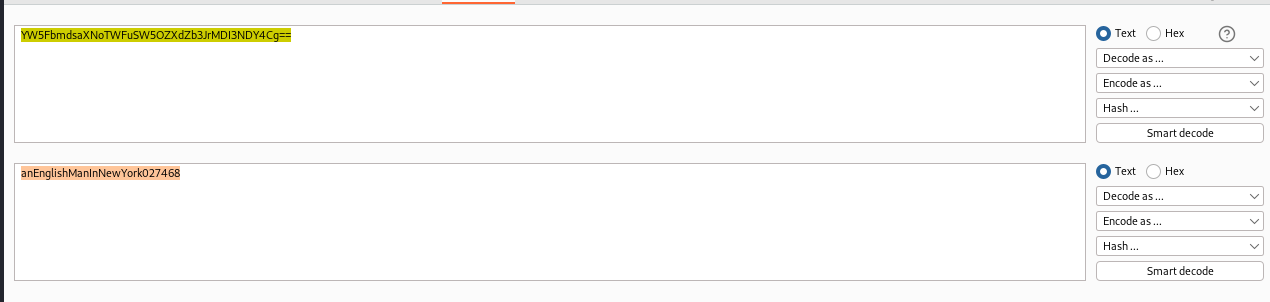 YW5FbmdsaXNoTWFuSW5OZXdZb3JrMDI3NDY4Cg==
Text Hex ?
Decode as ...
Encode as ...
Hash ...
Smart decode
anEnglishManInNewYork027468
Text Hex
Decode as ...
Encode as ...
Hash ...
Smart decode